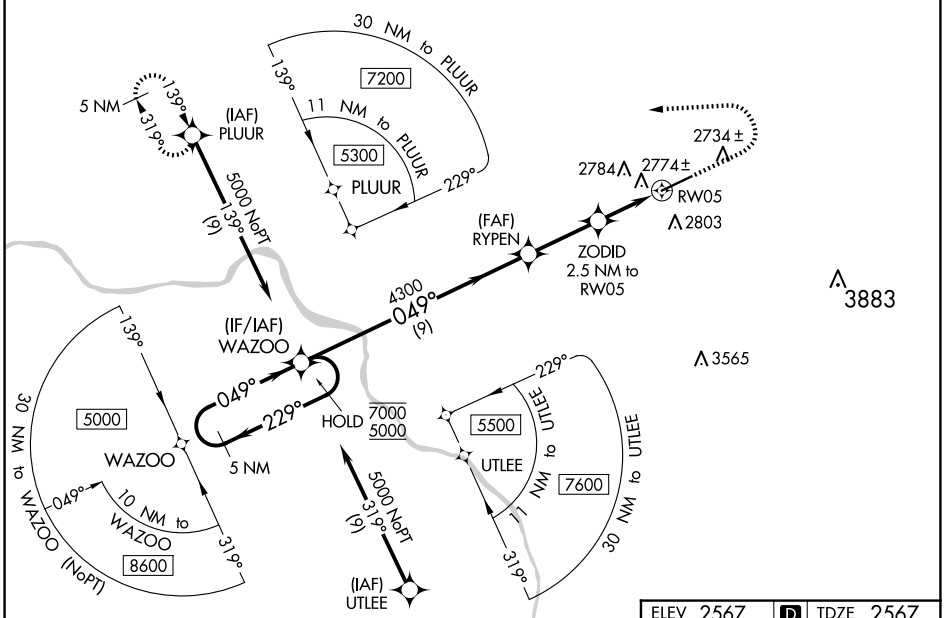 30 NM to PLUUR
139°
7200
11 NM to PLUUR
5300
PLUUR
229°
5 NM
139°
319°
(IAF)
PLUUR
5000 NoPT
139°
(9)
2734 ±
2784
2774 ±
RW05
2803
(FAF)
RYPEN
ZODID
2.5 NM to
RW05
3883
4300
049°
(9)
(IF/IAF)
WAZOO
3565
049°
229°
HOLD
7000
5000
5 NM
139°
5000
WAZOO
049°
10 NM to
WAZOO
8600
319°
30 NM to WAZOO (NoPT)
229°
5500
UTLEE
11 NM to UTLEE
7600
319°
30 NM to UTLEE
5000 NoPT
319°
(9)
(IAF)
UTLEE
ELEV 2567 D TDZE 2567